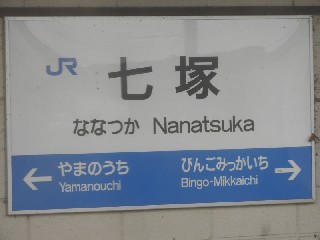 JR 七塚
ななつか Nanatsuka
← やまのうち びんごみっかいち →
Yamanouchi Bingo-Mikkaichi